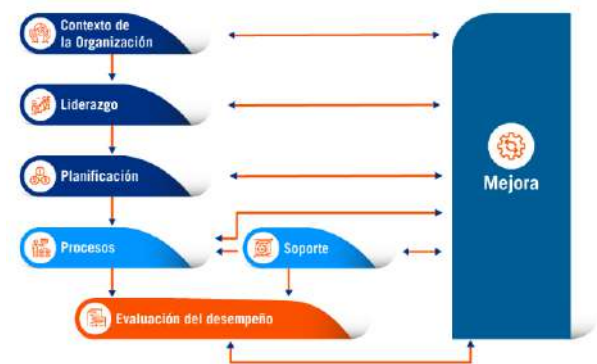 Contexto de
la Organización
Liderazgo
Planificación
Mejora
Procesos
Soporte
Evaluación del desempeño